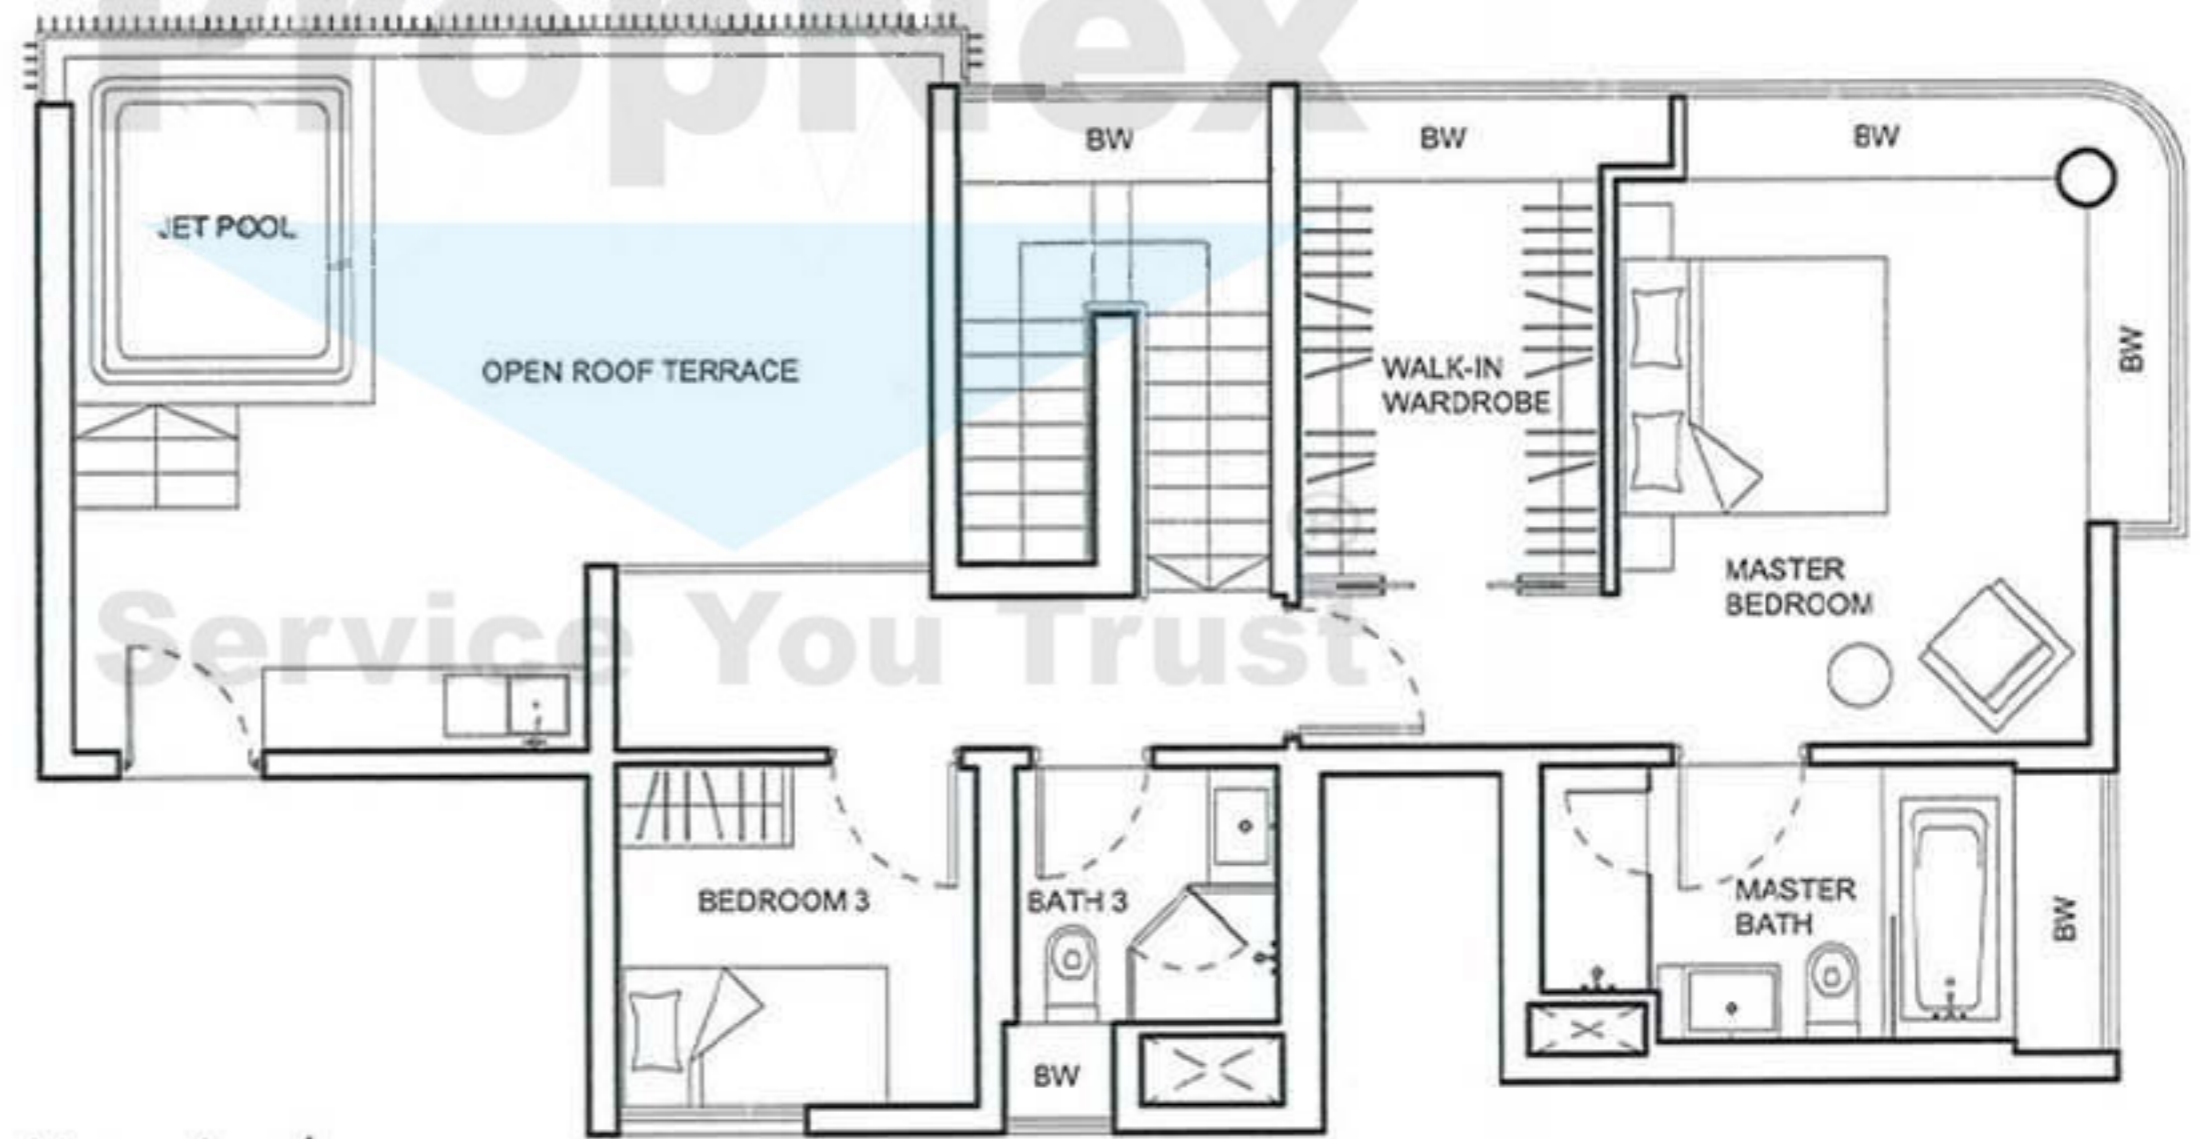 PropNex
BW
BW
BW
JET POOL
OPEN ROOF TERRACE
WALK-IN
WARDROBE
BW
MASTER
BEDROOM
Service You Trust
BEDROOM 3
BATH 3
MASTER
BATH
BW
BW